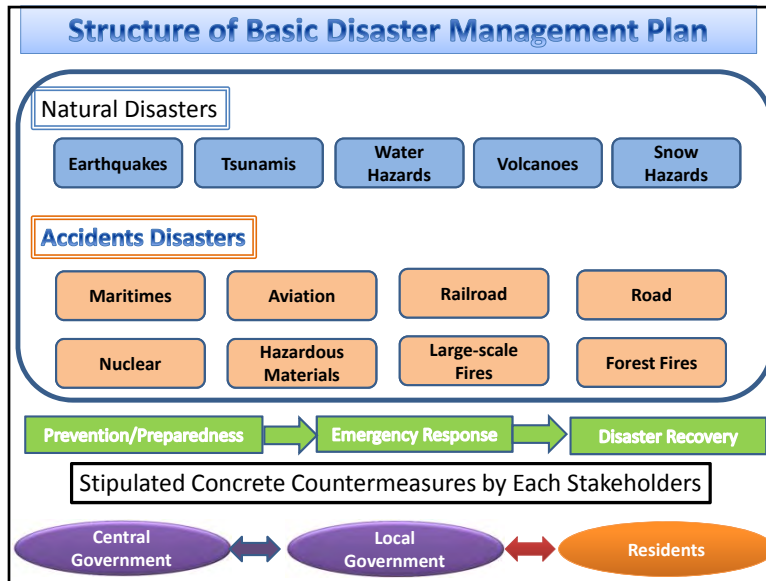 Structure of Basic Disaster Management Plan
Natural Disasters
Earthquakes
Tsunamis
Water
Hazards
Volcanoes
Snow
Hazards
Accidents Disasters
Maritimes
Aviation
Railroad
Road
Nuclear
Hazardous
Materials
Large-scale
Fires
Forest Fires
Prevention/Preparedness
Emergency Response
Disaster Recovery
Stipulated Concrete Countermeasures by Each Stakeholders
Central
Government
Local
Government
Residents